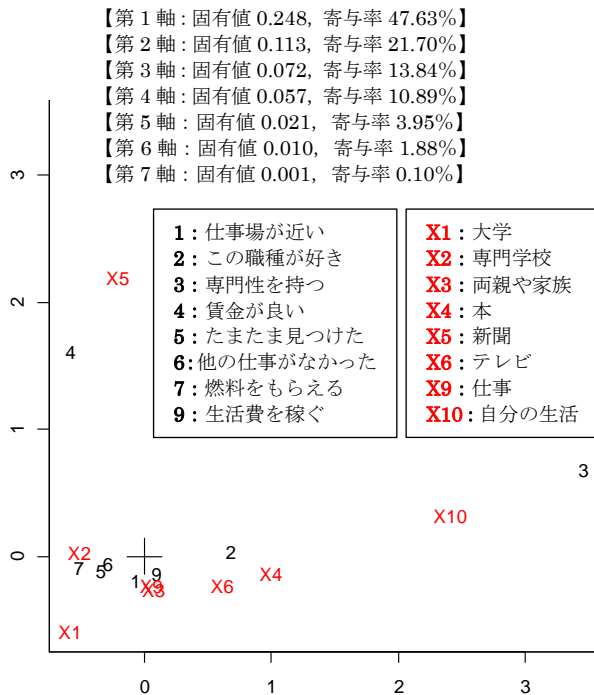 【第 1 軸 : 固有値 0.248, 寄与率 47.63%】
【第 2 軸 : 固有値 0.113, 寄与率 21.70%】
【第 3 軸 : 固有値 0.072, 寄与率 13.84%】
【第 4 軸 : 固有値 0.057, 寄与率 10.89%】
【第 5 軸 : 固有値 0.021, 寄与率 3.95%】
【第 6 軸 : 固有値 0.010, 寄与率 1.88%】
【第 7 軸 : 固有値 0.001, 寄与率 0.10%】
1 : 仕事場が近い
2 : この職種が好き
3 : 専門性を持つ
4 : 賃金が良い
5 : たまたま見つけた
6 : 他の仕事がなかった
7 : 燃料をもらえる
9 : 生活費を稼ぐ
X1 : 大学
X2 : 専門学校
X3 : 両親や家族
X4 : 本
X5 : 新聞
X6 : テレビ
X9 : 仕事
X10 : 自分の生活
3
2
1
0
X5
4
3
X10
X2
7
5
6
1
9
X9
X3
2
X6
X4
X1
0
1
2
3